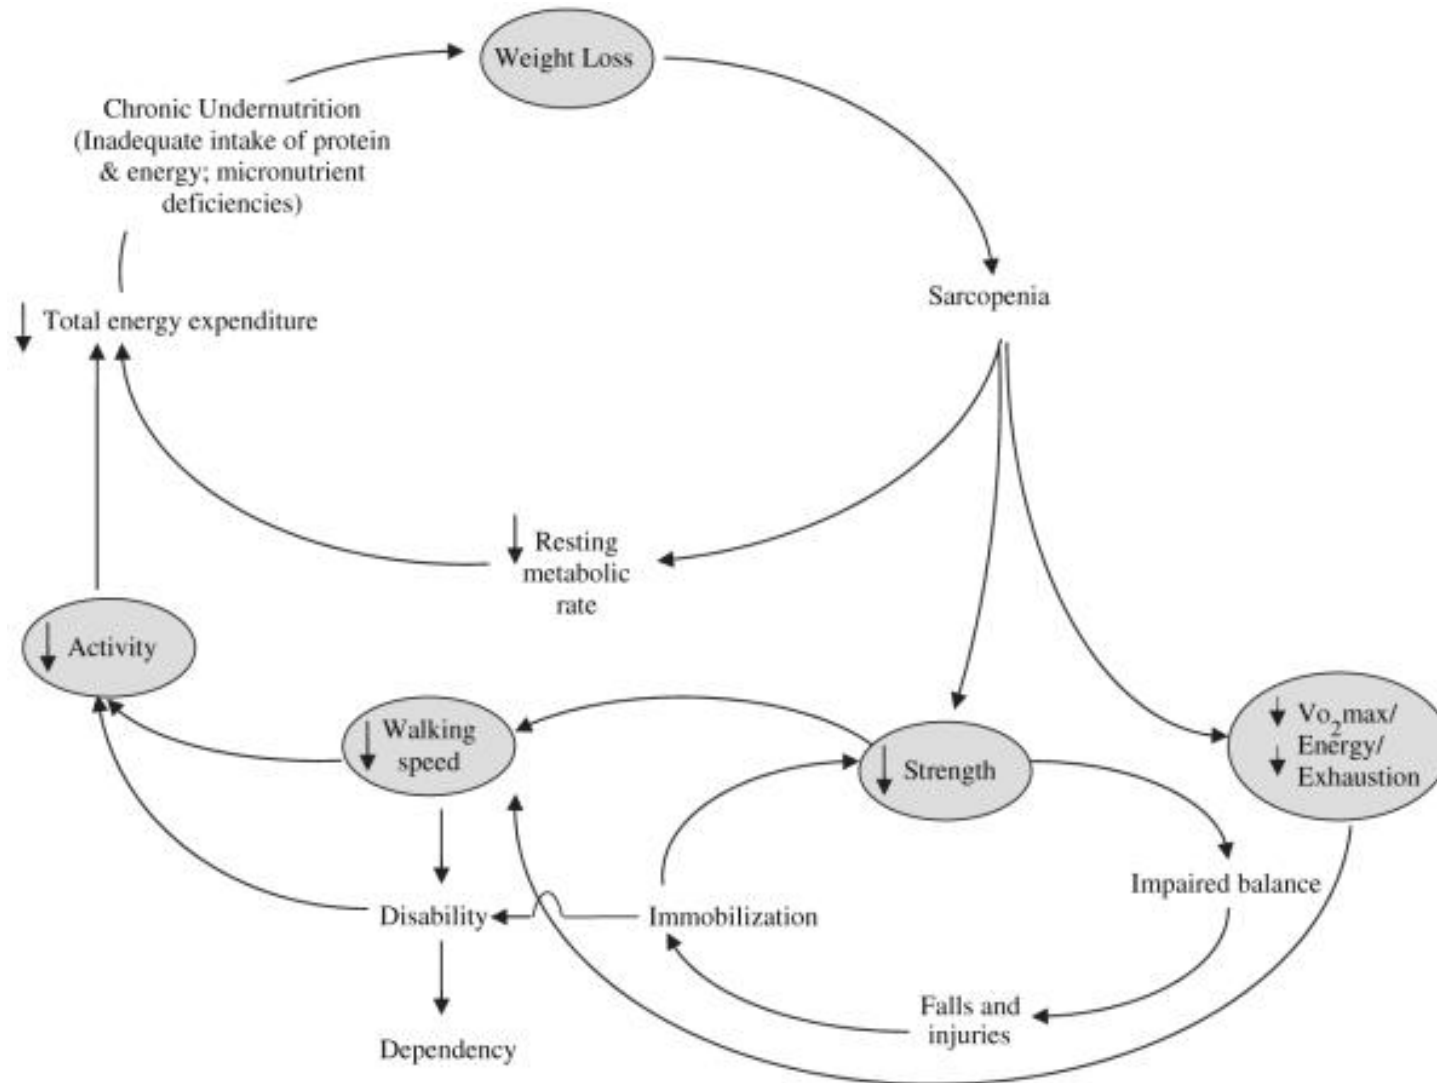 Weight Loss
Chronic Undernutrition
(Inadequate intake of protein
& energy; micronutrient
deficiencies)
Sarcopenia
↓ Total energy expenditure
↓ Resting
metabolic
rate
↓ Activity
↓ Walking
speed
↓ Strength
↓ Vo₂max/
↓ Energy/
Exhaustion
Impaired balance
Disability
Immobilization
Falls and
injuries
Dependency